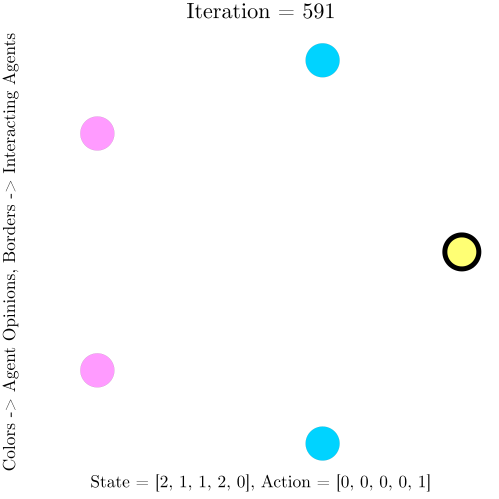 Iteration = 591
Colors -> Agent Opinions, Borders -> Interacting Agents
State = [2, 1, 1, 2, 0], Action = [0, 0, 0, 0, 1]